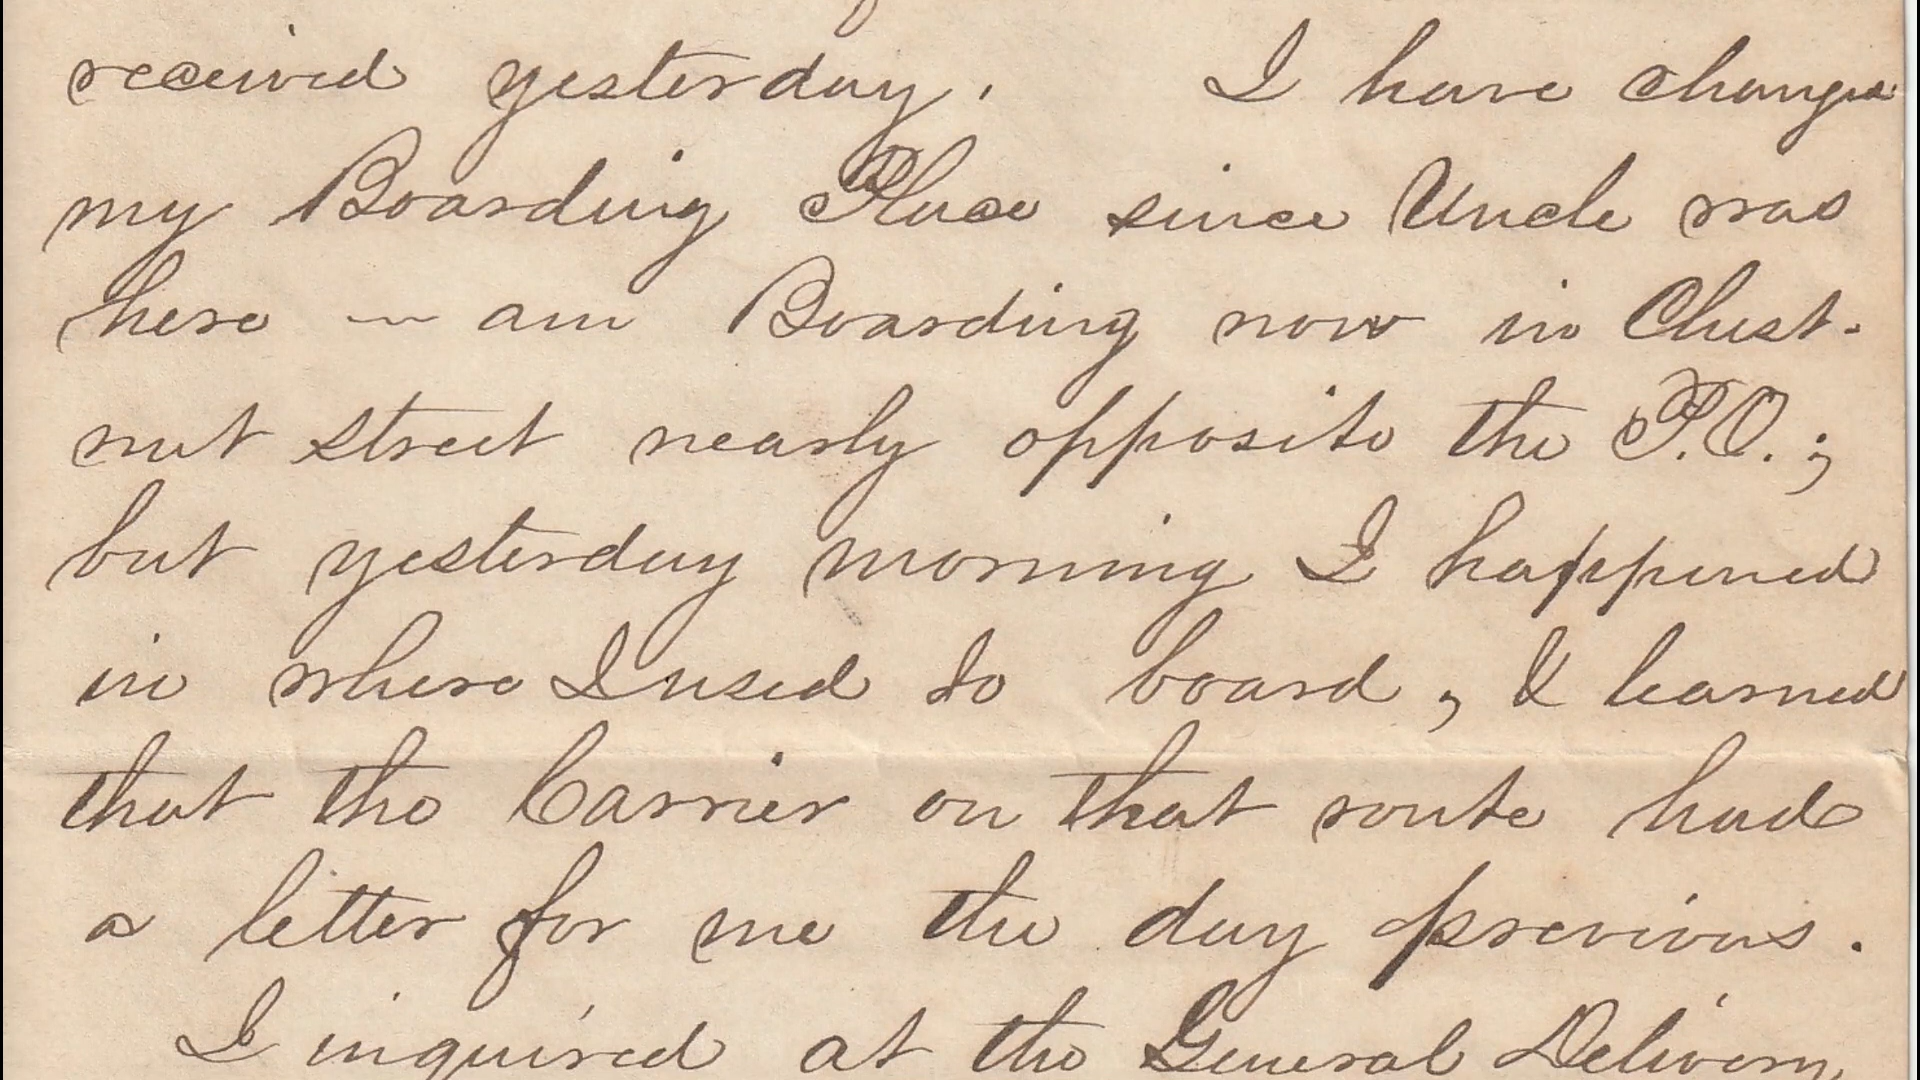 received yesterday. I have changed
my Boarding Place since Uncle was
here – am Boarding now in Chest-
nut street nearly opposite the P.O.;
but yesterday morning I happened
in where I used to board, & learned
that the Carrier on that route had
a letter for me the day previous.
I inquired at the General Delivery